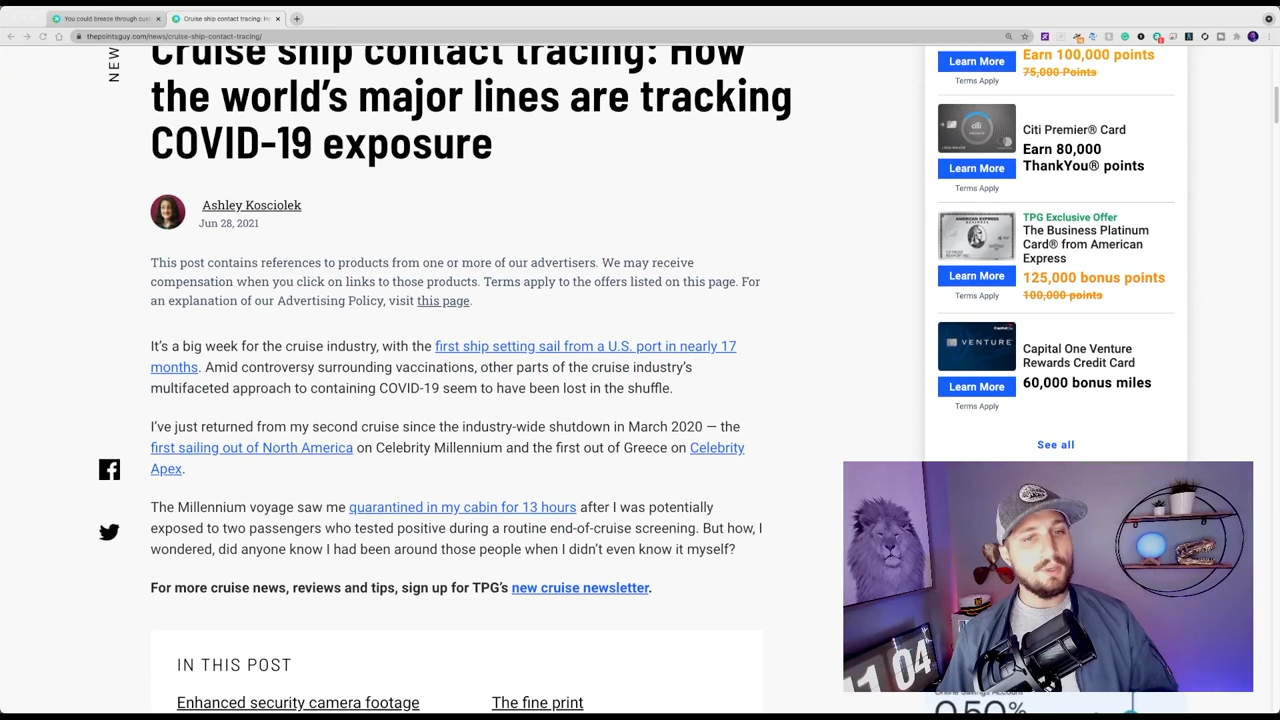 You could breeze through cust
Cruise ship contact tracing: H
thepointsguy.com/news/cruise-ship-contact-tracing/
NEW
Cruise ship contact tracing: How
the world’s major lines are tracking
COVID-19 exposure
Ashley Kosciolek
Jun 28, 2021
This post contains references to products from one or more of our advertisers. We may receive
compensation when you click on links to those products. Terms apply to the offers listed on this page. For
an explanation of our Advertising Policy, visit this page.
It’s a big week for the cruise industry, with the first ship setting sail from a U.S. port in nearly 17
months. Amid controversy surrounding vaccinations, other parts of the cruise industry’s
multifaceted approach to containing COVID-19 seem to have been lost in the shuffle.
I’ve just returned from my second cruise since the industry-wide shutdown in March 2020 — the
first sailing out of North America on Celebrity Millennium and the first out of Greece on Celebrity
Apex.
The Millennium voyage saw me quarantined in my cabin for 13 hours after I was potentially
exposed to two passengers who tested positive during a routine end-of-cruise screening. But how, I
wondered, did anyone know I had been around those people when I didn’t even know it myself?
For more cruise news, reviews and tips, sign up for TPG’s new cruise newsletter.
IN THIS POST
Enhanced security camera footage
The fine print
Earn 100,000 points
75,000 Points
Learn More
Terms Apply
Citi Premier® Card
Earn 80,000
ThankYou® points
Learn More
Terms Apply
TPG Exclusive Offer
The Business Platinum
Card® from American
Express
125,000 bonus points
100,000 points
Learn More
Terms Apply
VENTURE
Capital One Venture
Rewards Credit Card
60,000 bonus miles
Learn More
Terms Apply
See all
11 04
Online Savings Account
0.50%